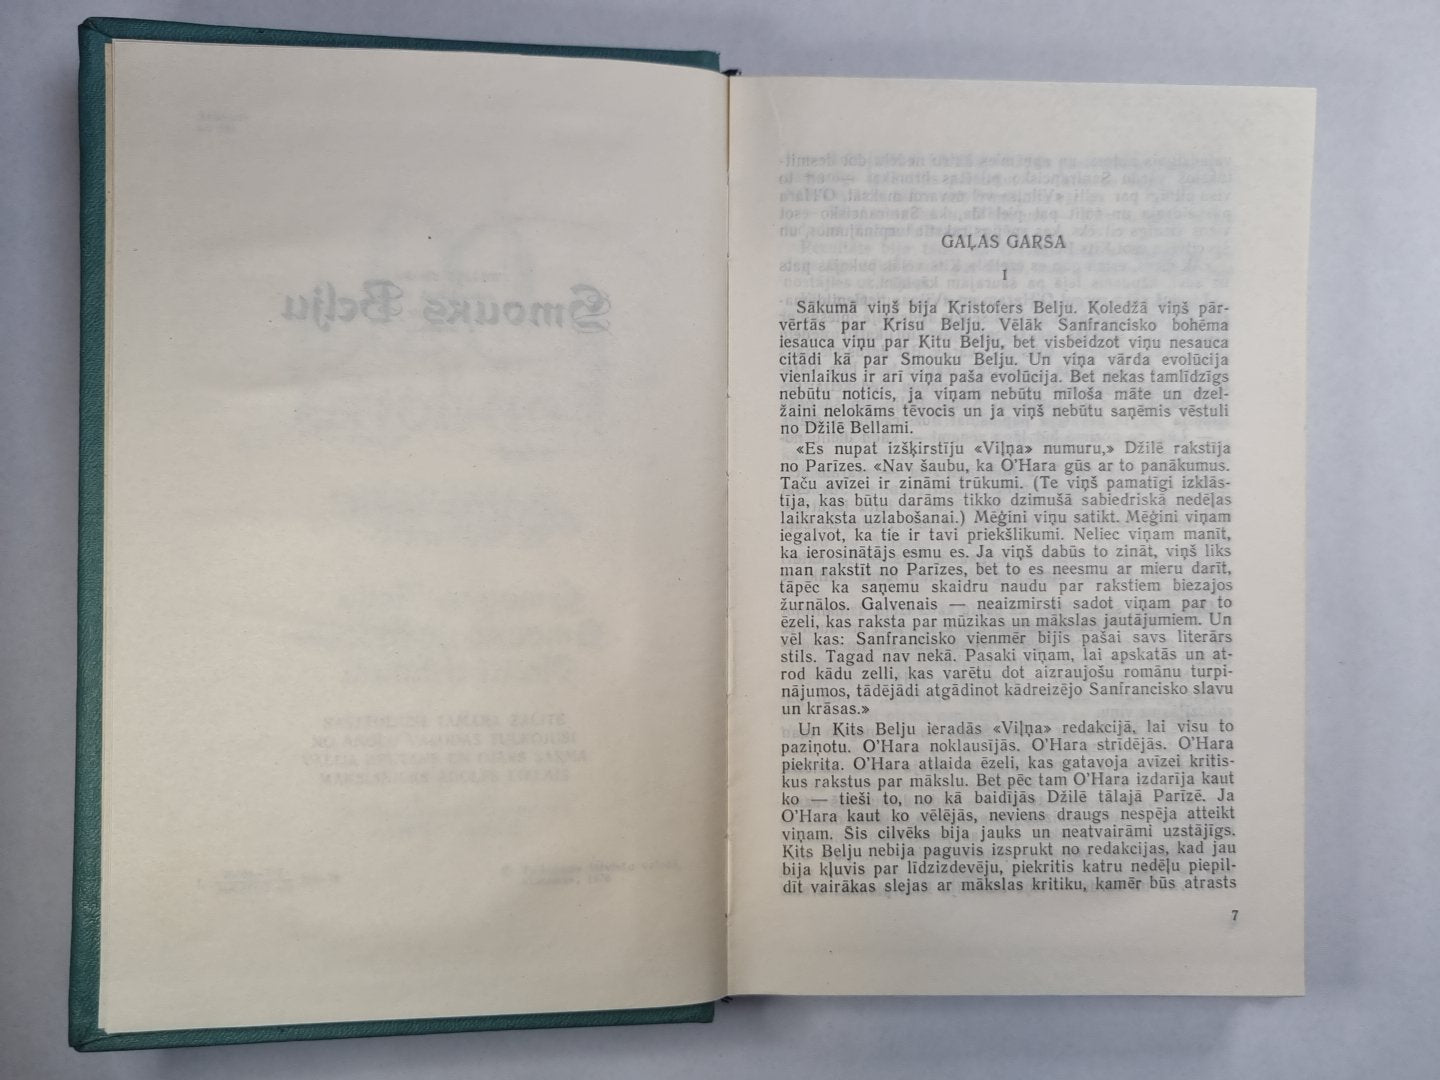 Smouks Belju
GAĻAS GARŠA
I
Sākumā viņš bija Kristofers Belju. Koledžā viņš pār-
vērtās par Krisu Belju. Vēlāk Sanfrancisko bohēma
iesauca viņu par Kitu Belju, bet visbeidzot viņu nesauca
citādi kā par Smouku Belju. Un viņa vārda evolūcija
vienlaikus ir arī viņa paša evolūcija. Bet nekas tamlīdzīgs
nebūtu noticis, ja viņam nebūtu mīloša māte un dzel-
žaini nelokāms tēvocis un ja viņš nebūtu saņēmis vēstuli
no Džilē Bellami.
«Es nupat izšķirstīju «Viļņa» numuru,» Džilē rakstīja
no Parīzes. «Nav šaubu, ka O'Hara gūs ar to panākumus.
Taču avīzei ir zināmi trūkumi. (Te viņš pamatīgi izklās-
tīja, kas būtu darāms tikko dzimušā sabiedriskā nedēļas
laikraksta uzlabošanai.) Mēģini viņu satikt. Mēģini viņam
iegalvot, ka tie ir tavi priekšlikumi. Neliec viņam manīt,
ka ierosinātājs esmu es. Ja viņš dabūs to zināt, viņš liks
man rakstīt no Parīzes, bet to es neesmu ar mieru darīt,
tāpēc ka saņemu skaidru naudu par rakstiem biezajos
žurnālos. Galvenais — neaizmirsti sadot viņam par to
ēzeli, kas raksta par mūzikas un mākslas jautājumiem. Un
vēl kas: Sanfrancisko vienmēr bijis pašai savs literārs
stils. Tagad nav nekā. Pasaki viņam, lai apskatās un at-
rod kādu zelli, kas varētu dot aizraujošu romānu turpi-
nājumos, tādējādi atgādinot kādreizējo Sanfrancisko slavu
un krāsas.»
Un Kits Belju ieradās «Viļņa» redakcijā, lai visu to
paziņotu. O'Hara noklausījās. O'Hara strīdējās. O'Hara
piekrita. O'Hara atlaida ēzeli, kas gatavoja avīzei kritis-
kus rakstus par mākslu. Bet pēc tam O'Hara izdarīja kaut
ko — tieši to, no kā baidījās Džilē tālajā Parīzē. Ja
O'Hara kaut ko vēlējās, neviens draugs nespēja atteikt
viņam. Šis cilvēks bija jauks un neatvairāmi uzstājīgs.
Kits Belju nebija paguvis izsprukt no redakcijas, kad jau
bija kļuvis par līdzizdevēju, piekritis katru nedēļu piepil-
dīt vairākas slejas ar mākslas kritiku, kamēr būs atrasts
7